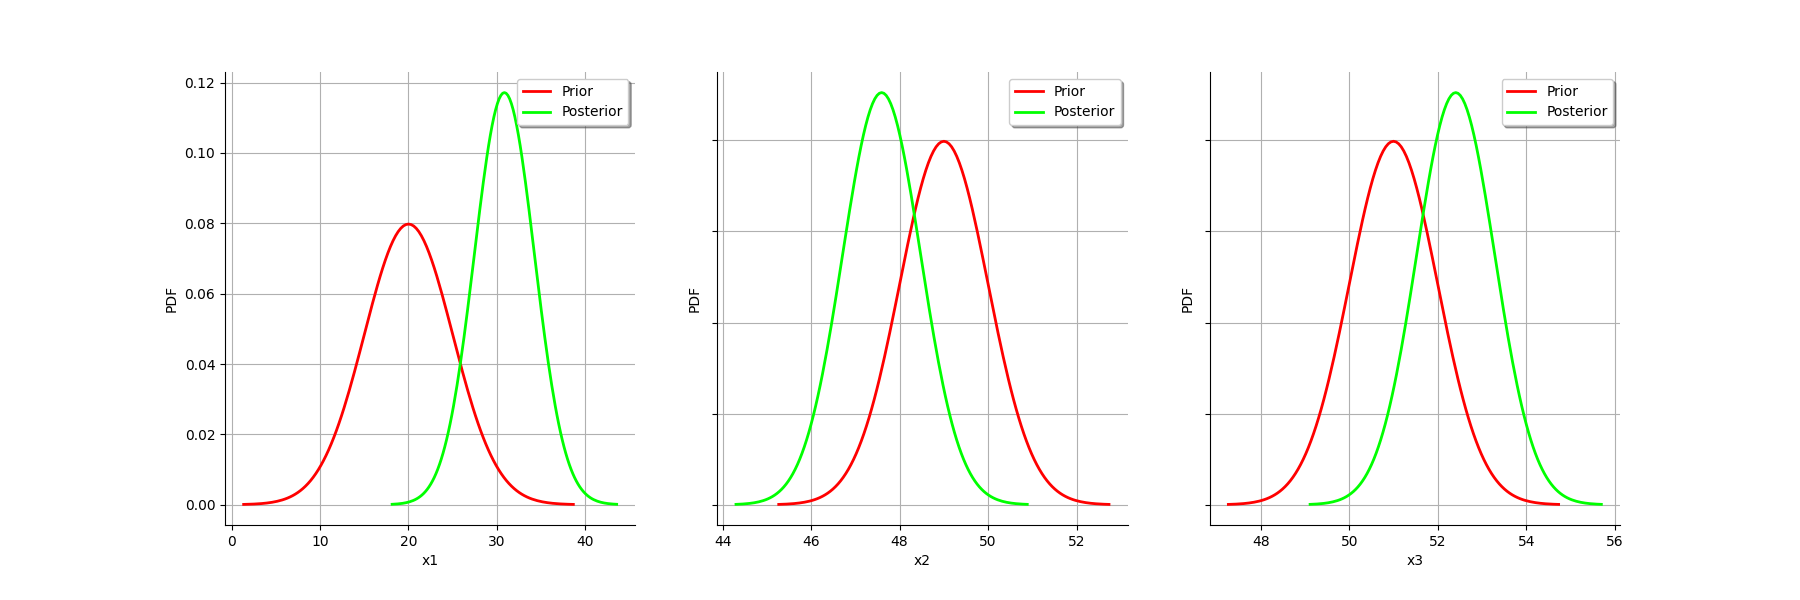 Prior
Posterior
0.12
0.10
0.08
0.06
0.04
0.02
0.00
PDF
0 10 20 30 40
x1
Prior
Posterior
PDF
44 46 48 50 52
x2
Prior
Posterior
PDF
48 50 52 54 56
x3